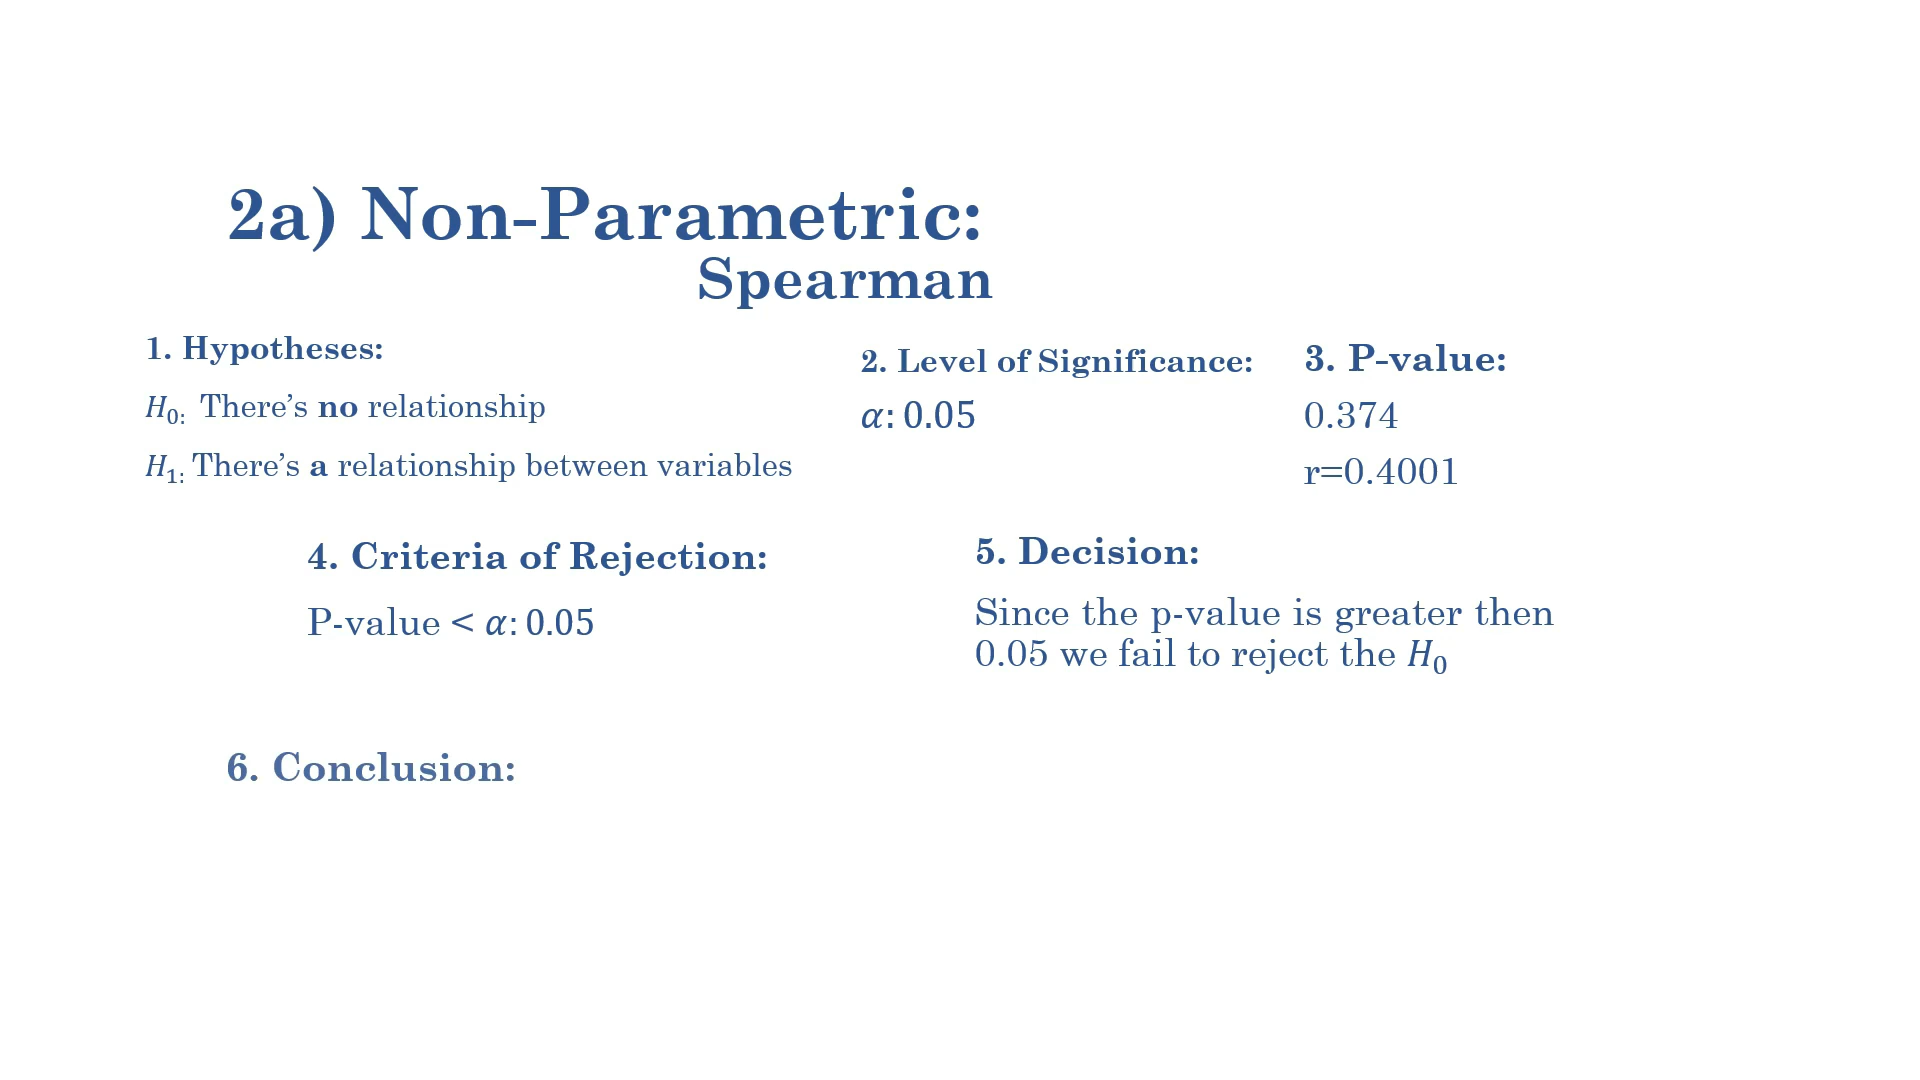 2a) Non-Parametric:
Spearman
1. Hypotheses:
H₀: There’s no relationship
H₁: There’s a relationship between variables
2. Level of Significance:
α: 0.05
3. P-value:
0.374
r=0.4001
4. Criteria of Rejection:
P-value < α: 0.05
5. Decision:
Since the p-value is greater then
0.05 we fail to reject the H₀
6. Conclusion: